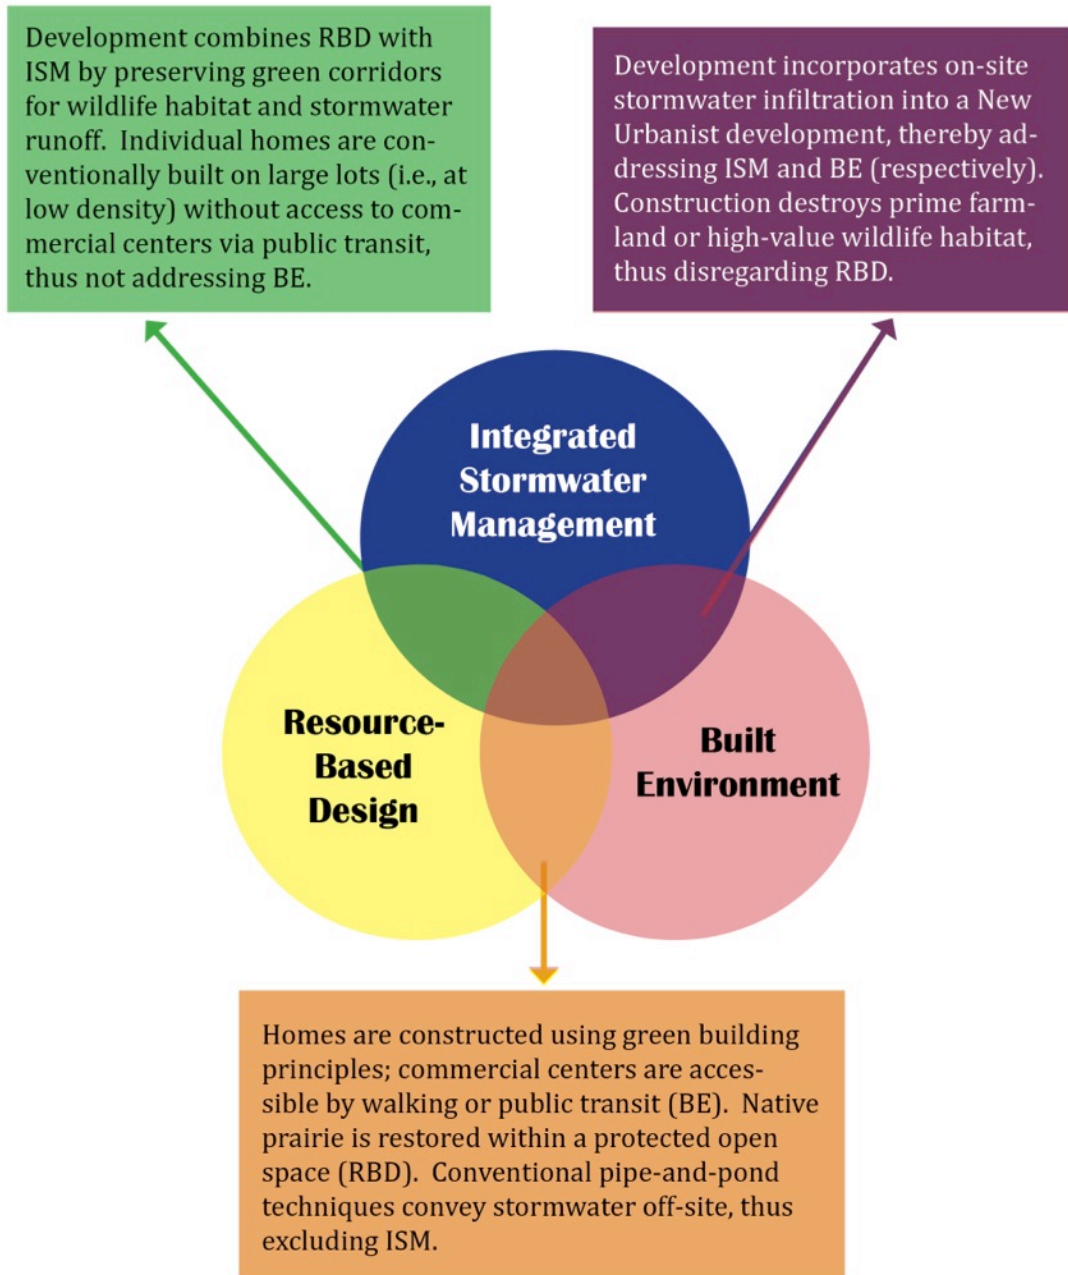 Development combines RBD with
ISM by preserving green corridors
for wildlife habitat and stormwater
runoff.  Individual homes are con-
ventionally built on large lots (i.e., at
low density) without access to com-
mercial centers via public transit,
thus not addressing BE.
Development incorporates on-site
stormwater infiltration into a New
Urbanist development, thereby ad-
dressing ISM and BE (respectively).
Construction destroys prime farm-
land or high-value wildlife habitat,
thus disregarding RBD.
Integrated
Stormwater
Management
Resource-
Based
Design
Built
Environment
Homes are constructed using green building
principles; commercial centers are acces-
sible by walking or public transit (BE).  Native
prairie is restored within a protected open
space (RBD).  Conventional pipe-and-pond
techniques convey stormwater off-site, thus
excluding ISM.